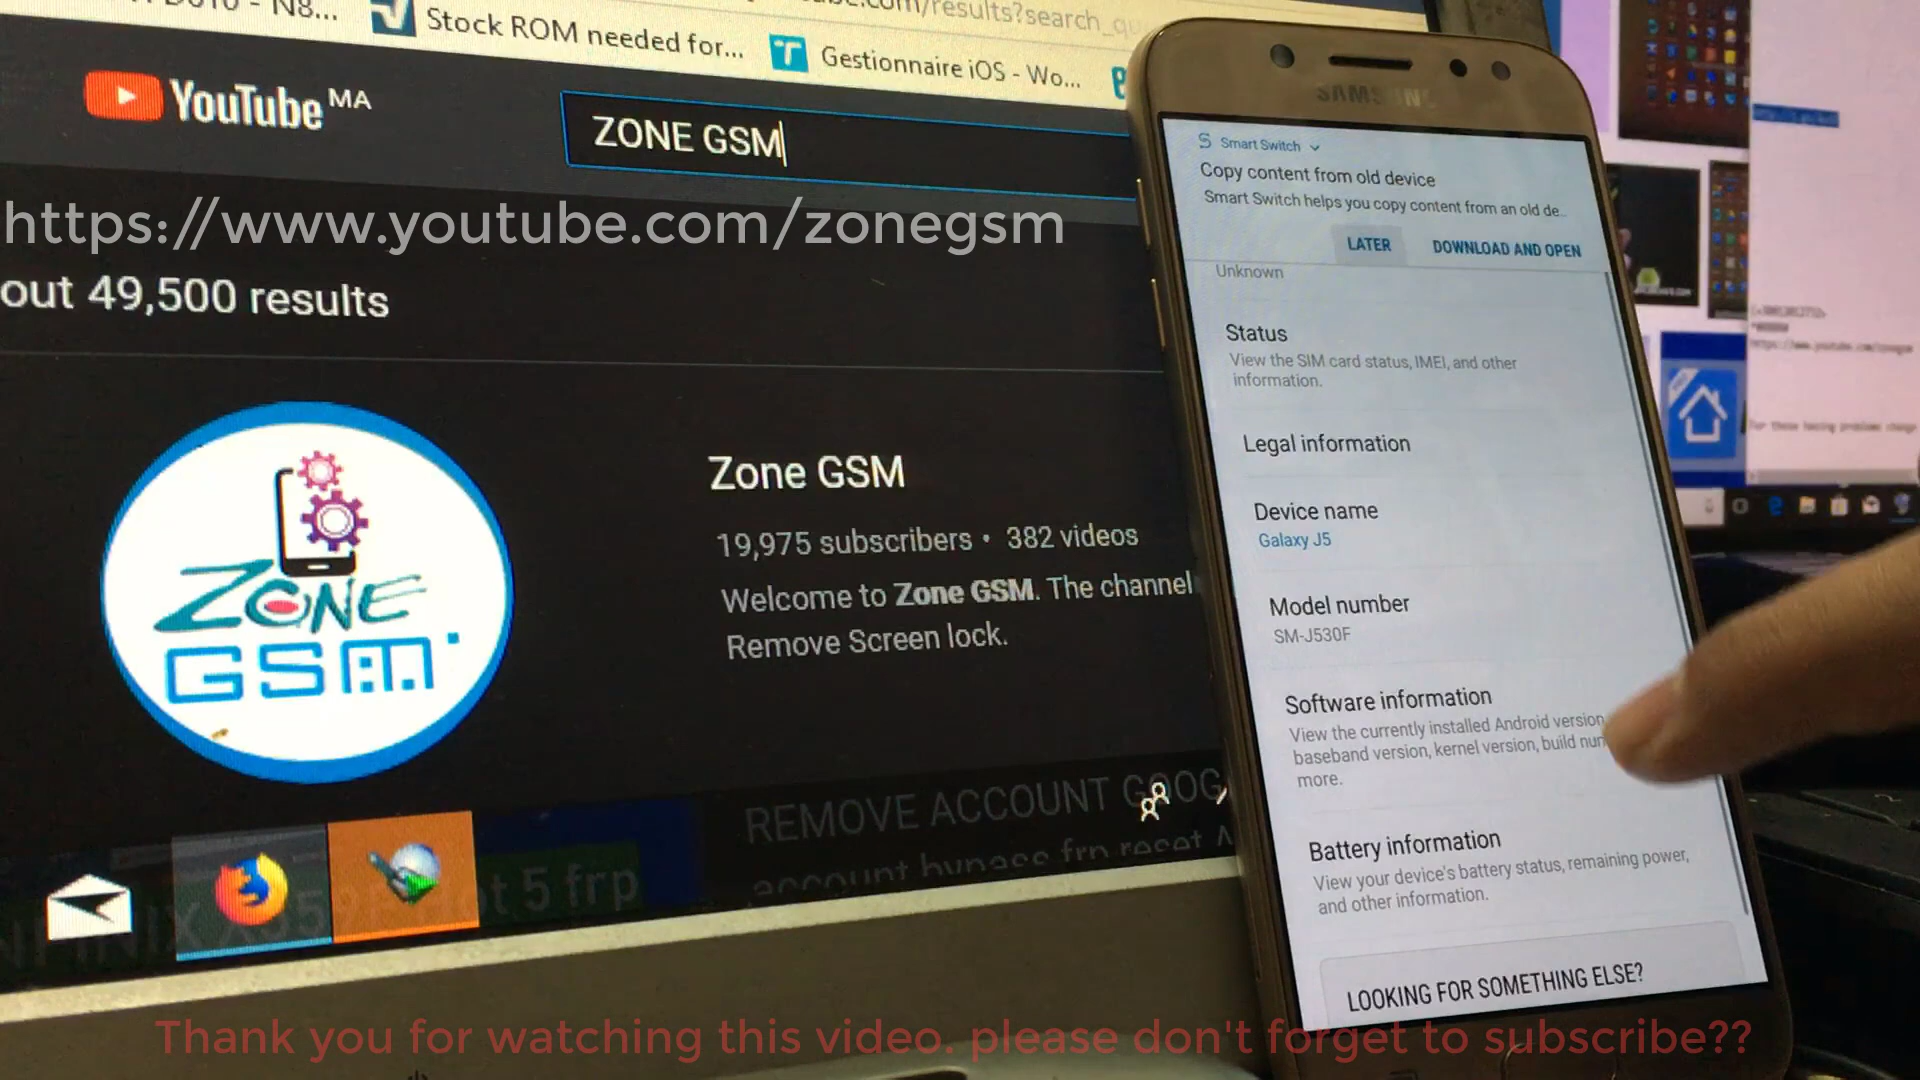 Stock ROM needed for...
Gestionnaire iOS - Wo...
YouTube MA
ZONE GSM
https://www.youtube.com/zonegsm
out 49,500 results
Zone GSM
19,975 subscribers • 382 videos
Welcome to Zone GSM. The channel
Remove Screen lock.
ZONE
GSM
REMOVE ACCOUNT GOOG
5 frp
SAMSUNG
Smart Switch
Copy content from old device
Smart Switch helps you copy content from an old de...
LATER
DOWNLOAD AND OPEN
Unknown
Status
View the SIM card status, IMEI, and other
information.
Legal information
Device name
Galaxy J5
Model number
SM-J530F
Software information
View the currently installed Android version,
baseband version, kernel version, build num
more.
Battery information
View your device's battery status, remaining power,
and other information.
LOOKING FOR SOMETHING ELSE?
Thank you for watching this video. please don't forget to subscribe??